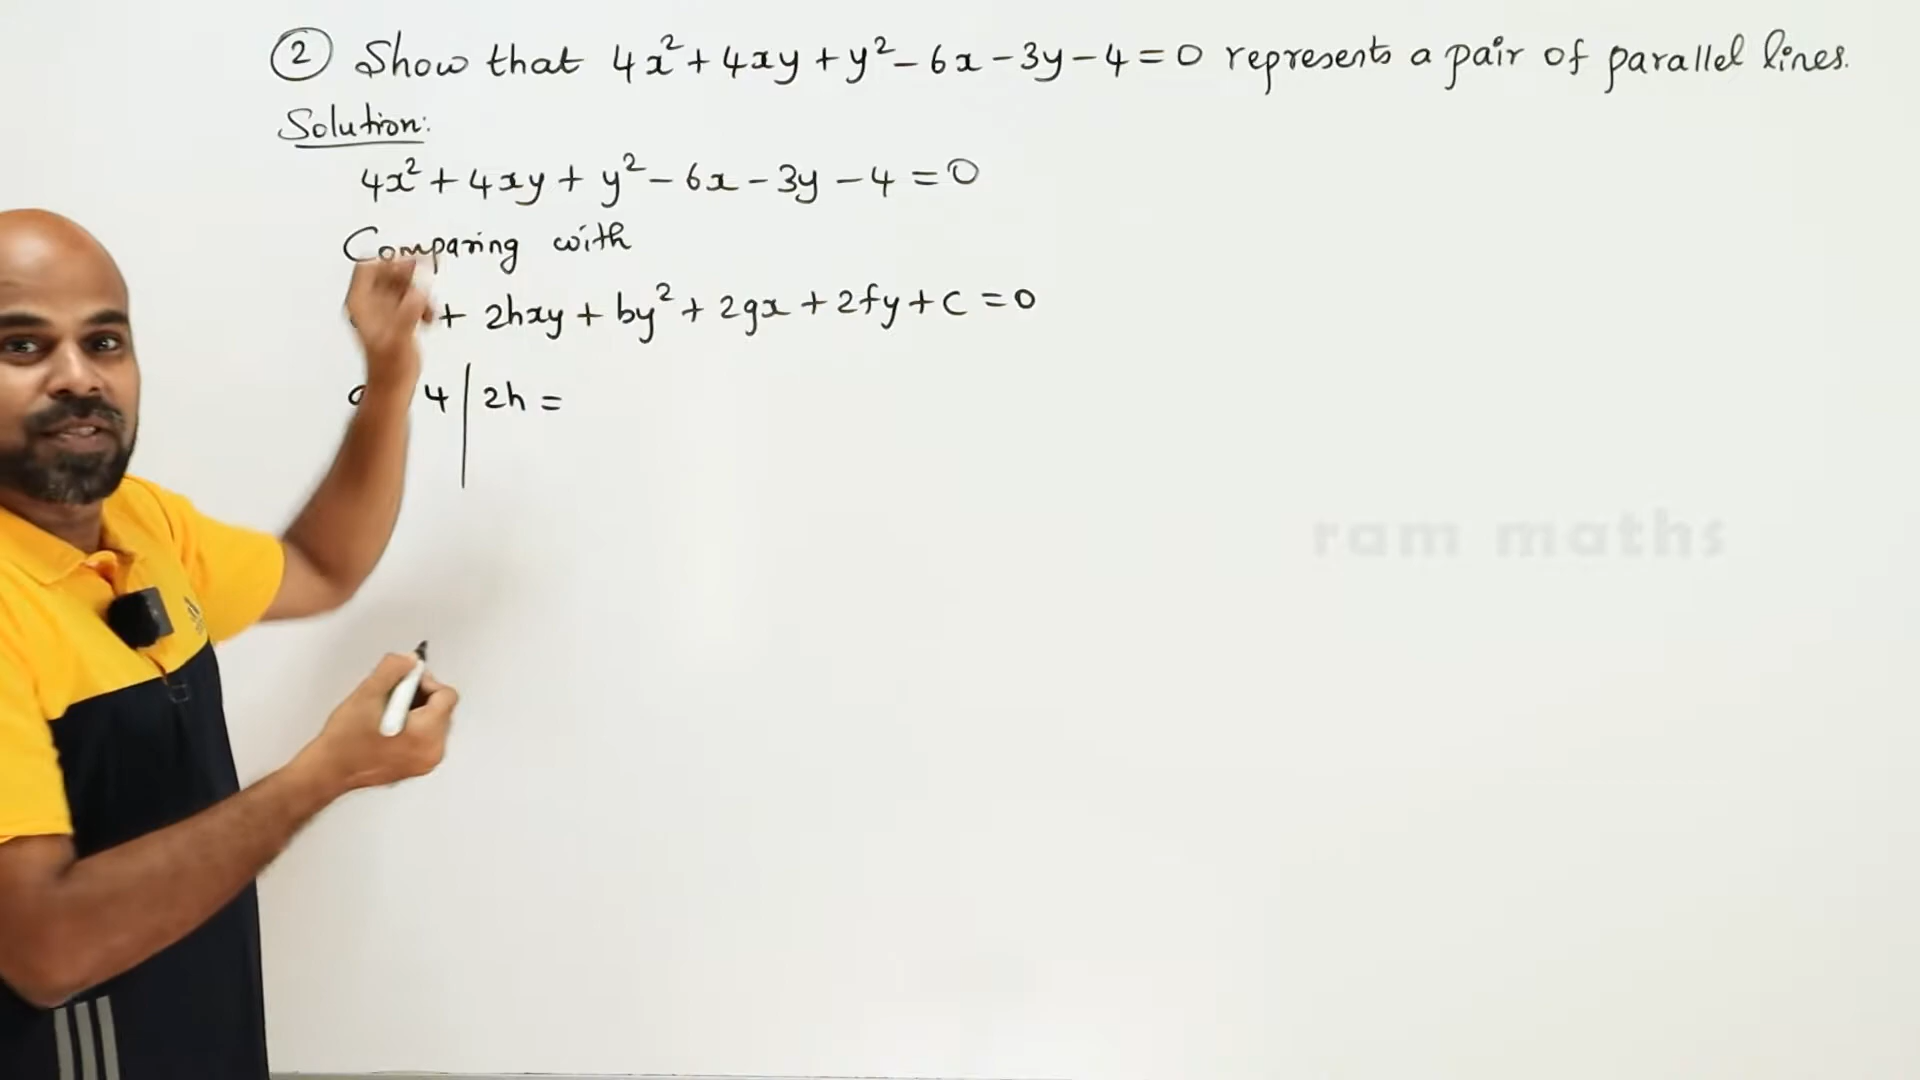 ② Show that 4x² + 4xy + y² - 6x - 3y - 4 = 0 represents a pair of parallel lines.
Solution:
4x² + 4xy + y² - 6x - 3y - 4 = 0
Comparing with
+ 2hxy + by² + 2gx + 2fy + c = 0
4 | 2h =
ram maths